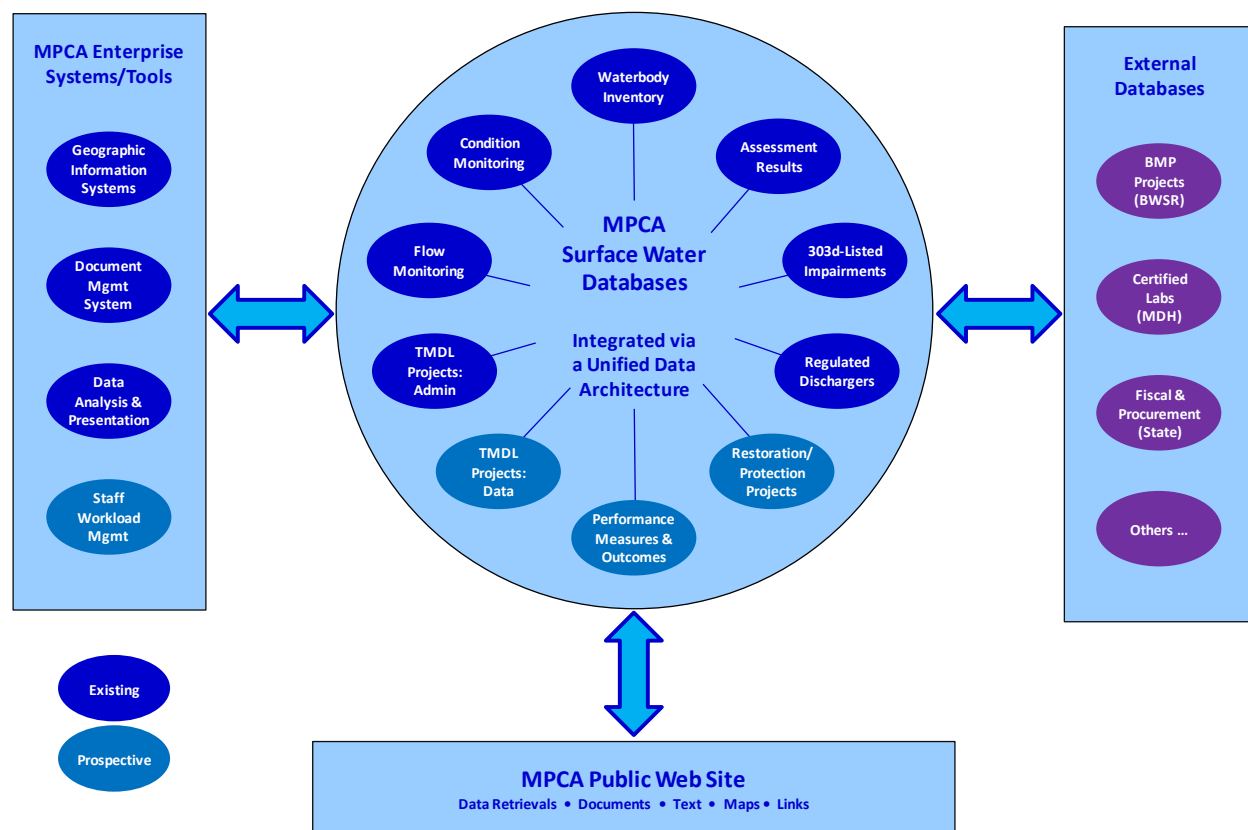 MPCA Enterprise
Systems/Tools
Geographic
Information
Systems
Document
Mgmt
System
Data
Analysis &
Presentation
Staff
Workload
Mgmt
Existing
Prospective
Waterbody
Inventory
Condition
Monitoring
Assessment
Results
Flow
Monitoring
303d-Listed
Impairments
MPCA
Surface Water
Databases
Integrated via
a Unified Data
Architecture
TMDL
Projects:
Admin
Regulated
Dischargers
TMDL
Projects:
Data
Restoration/
Protection
Projects
Performance
Measures &
Outcomes
External
Databases
BMP
Projects
(BWSR)
Certified
Labs
(MDH)
Fiscal &
Procurement
(State)
Others ...
MPCA Public Web Site
Data Retrievals • Documents • Text • Maps • Links